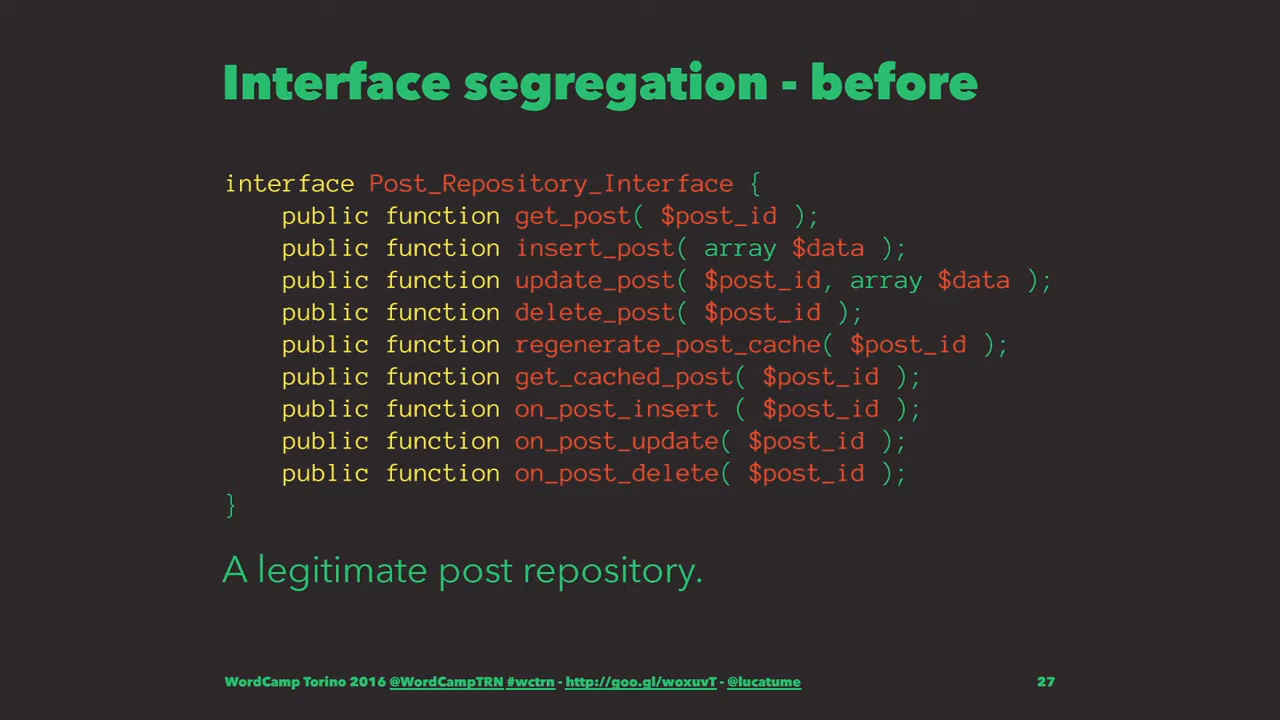 Interface segregation - before
interface Post_Repository_Interface {
    public function get_post( $post_id );
    public function insert_post( array $data );
    public function update_post( $post_id, array $data );
    public function delete_post( $post_id );
    public function regenerate_post_cache( $post_id );
    public function get_cached_post( $post_id );
    public function on_post_insert ( $post_id );
    public function on_post_update( $post_id );
    public function on_post_delete( $post_id );
}
A legitimate post repository.
WordCamp Torino 2016 @WordCampTRN #wctrn - http://goo.gl/woxuvT - @lucatume 27